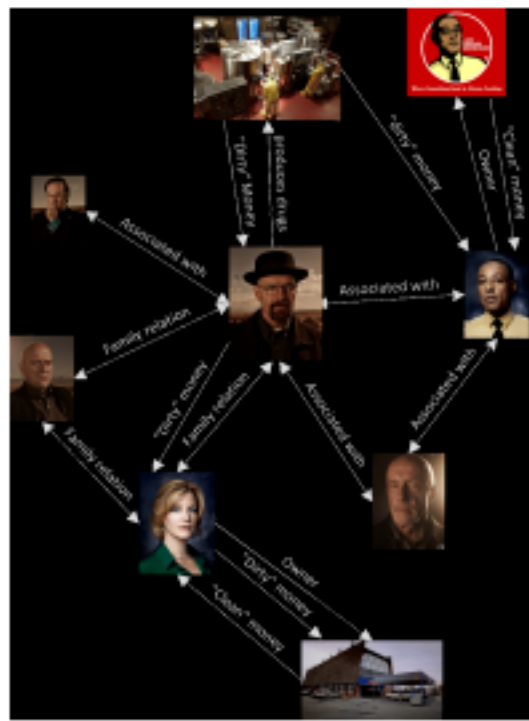 "dirty" money
"Clean" money
Owner
"Dirty" Money
produces drugs
Associated with
Associated with
Family relation
"Dirty" money
Family relation
Associated with
Associated with
Family relation
Owner
"Dirty" money
"Clean" money